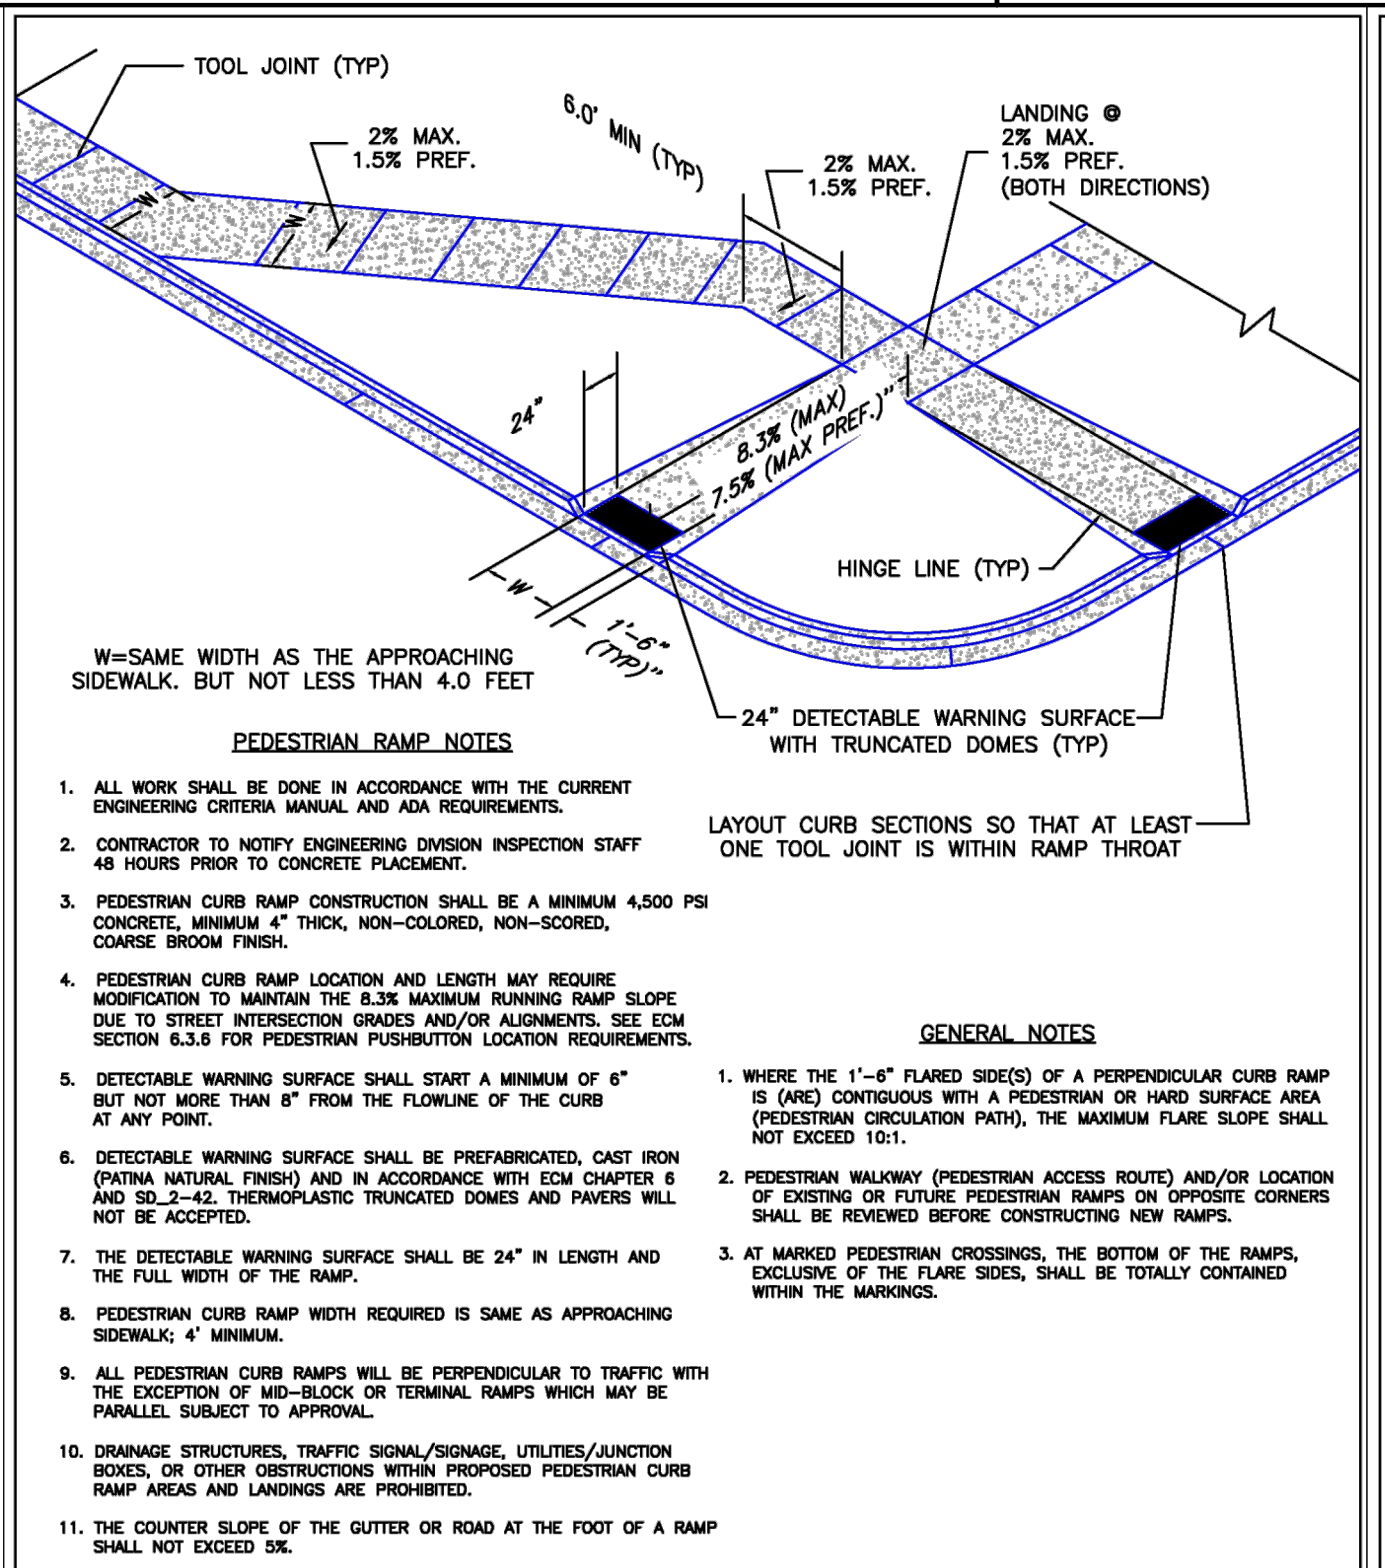 TOOL JOINT (TYP)
2% MAX.
1.5% PREF.
6.0' MIN (TYP)
2% MAX.
1.5% PREF.
LANDING @
2% MAX.
1.5% PREF.
(BOTH DIRECTIONS)
W
W
24"
8.3% (MAX)
7.5% (MAX PREF.)"
HINGE LINE (TYP)
W
1'-6"
(TYP)"
W=SAME WIDTH AS THE APPROACHING
SIDEWALK. BUT NOT LESS THAN 4.0 FEET
24" DETECTABLE WARNING SURFACE
WITH TRUNCATED DOMES (TYP)
LAYOUT CURB SECTIONS SO THAT AT LEAST
ONE TOOL JOINT IS WITHIN RAMP THROAT
PEDESTRIAN RAMP NOTES
1. ALL WORK SHALL BE DONE IN ACCORDANCE WITH THE CURRENT
ENGINEERING CRITERIA MANUAL AND ADA REQUIREMENTS.
2. CONTRACTOR TO NOTIFY ENGINEERING DIVISION INSPECTION STAFF
48 HOURS PRIOR TO CONCRETE PLACEMENT.
3. PEDESTRIAN CURB RAMP CONSTRUCTION SHALL BE A MINIMUM 4,500 PSI
CONCRETE, MINIMUM 4" THICK, NON-COLORED, NON-SCORED,
COARSE BROOM FINISH.
4. PEDESTRIAN CURB RAMP LOCATION AND LENGTH MAY REQUIRE
MODIFICATION TO MAINTAIN THE 8.3% MAXIMUM RUNNING RAMP SLOPE
DUE TO STREET INTERSECTION GRADES AND/OR ALIGNMENTS. SEE ECM
SECTION 6.3.6 FOR PEDESTRIAN PUSHBUTTON LOCATION REQUIREMENTS.
5. DETECTABLE WARNING SURFACE SHALL START A MINIMUM OF 6"
BUT NOT MORE THAN 8" FROM THE FLOWLINE OF THE CURB
AT ANY POINT.
6. DETECTABLE WARNING SURFACE SHALL BE PREFABRICATED, CAST IRON
(PATINA NATURAL FINISH) AND IN ACCORDANCE WITH ECM CHAPTER 6
AND SD_2-42. THERMOPLASTIC TRUNCATED DOMES AND PAVERS WILL
NOT BE ACCEPTED.
7. THE DETECTABLE WARNING SURFACE SHALL BE 24" IN LENGTH AND
THE FULL WIDTH OF THE RAMP.
8. PEDESTRIAN CURB RAMP WIDTH REQUIRED IS SAME AS APPROACHING
SIDEWALK; 4' MINIMUM.
9. ALL PEDESTRIAN CURB RAMPS WILL BE PERPENDICULAR TO TRAFFIC WITH
THE EXCEPTION OF MID-BLOCK OR TERMINAL RAMPS WHICH MAY BE
PARALLEL SUBJECT TO APPROVAL.
10. DRAINAGE STRUCTURES, TRAFFIC SIGNAL/SIGNAGE, UTILITIES/JUNCTION
BOXES, OR OTHER OBSTRUCTIONS WITHIN PROPOSED PEDESTRIAN CURB
RAMP AREAS AND LANDINGS ARE PROHIBITED.
11. THE COUNTER SLOPE OF THE GUTTER OR ROAD AT THE FOOT OF A RAMP
SHALL NOT EXCEED 5%.
GENERAL NOTES
1. WHERE THE 1'-6" FLARED SIDE(S) OF A PERPENDICULAR CURB RAMP
IS (ARE) CONTIGUOUS WITH A PEDESTRIAN OR HARD SURFACE AREA
(PEDESTRIAN CIRCULATION PATH), THE MAXIMUM FLARE SLOPE SHALL
NOT EXCEED 10:1.
2. PEDESTRIAN WALKWAY (PEDESTRIAN ACCESS ROUTE) AND/OR LOCATION
OF EXISTING OR FUTURE PEDESTRIAN RAMPS ON OPPOSITE CORNERS
SHALL BE REVIEWED BEFORE CONSTRUCTING NEW RAMPS.
3. AT MARKED PEDESTRIAN CROSSINGS, THE BOTTOM OF THE RAMPS,
EXCLUSIVE OF THE FLARE SIDES, SHALL BE TOTALLY CONTAINED
WITHIN THE MARKINGS.